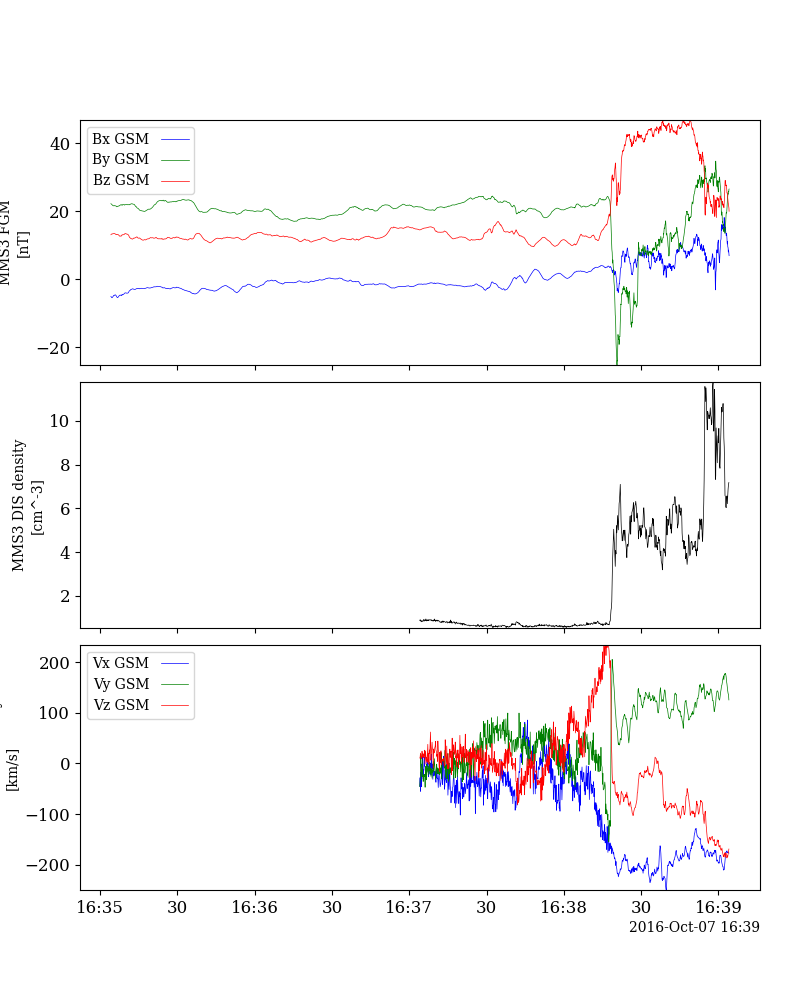 Bx GSM
By GSM
Bz GSM
40
20
0
−20
MMS3 FGM
[nT]
10
8
6
4
2
MMS3 DIS density
[cm^-3]
Vx GSM
Vy GSM
Vz GSM
200
100
0
−100
−200
[km/s]
16:35 30 16:36 30 16:37 30 16:38 30 16:39
2016-Oct-07 16:39